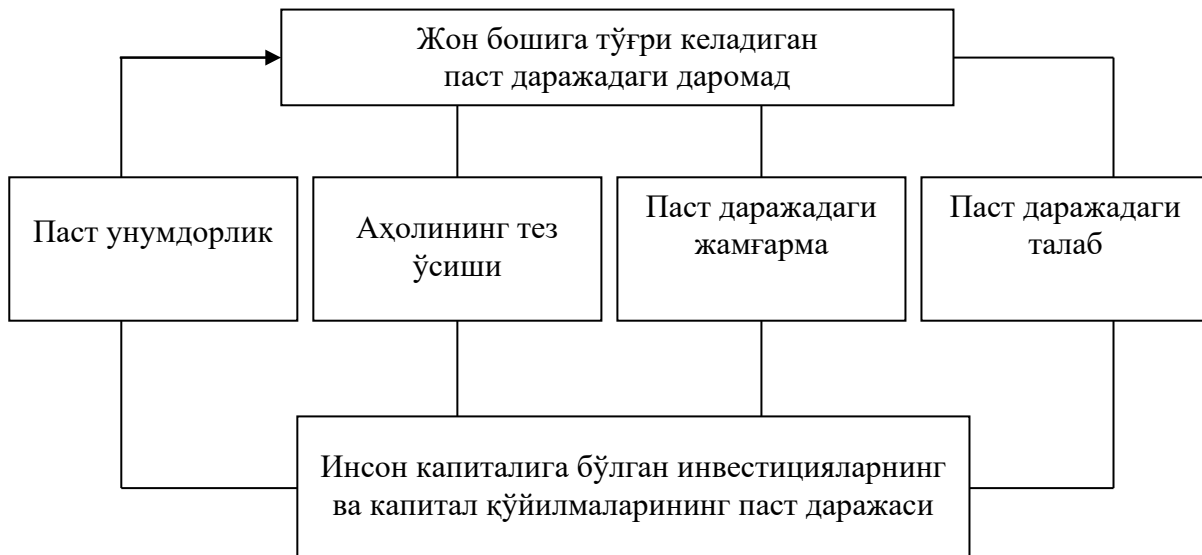 Жон бошига тўғри келадиган
паст даражадаги даромад
Паст унумдорлик
Аҳолининг тез
ўсиши
Паст даражадаги
жамғарма
Паст даражадаги
талаб
Инсон капиталига бўлган инвестицияларнинг
ва капитал қўйилмаларининг паст даражаси